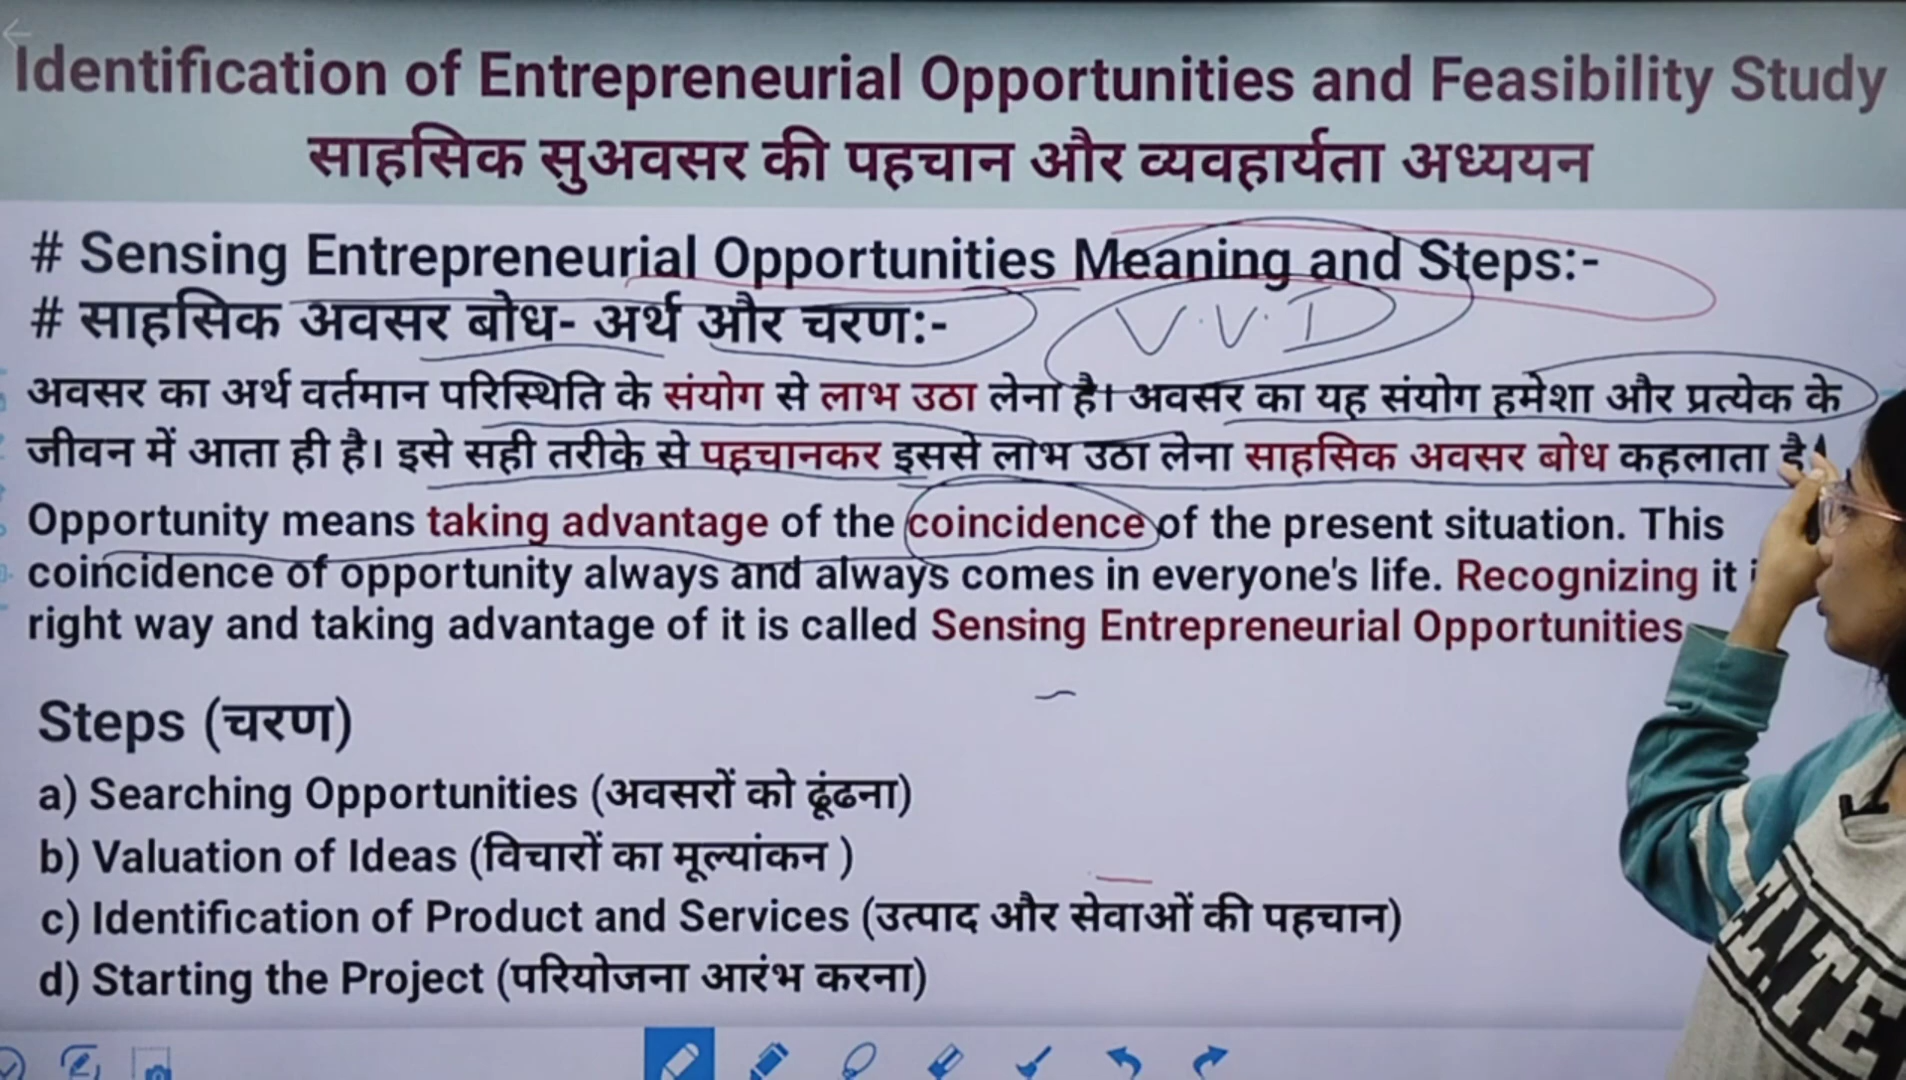 Identification of Entrepreneurial Opportunities and Feasibility Study
साहसिक सुअवसर की पहचान और व्यवहार्यता अध्ययन
# Sensing Entrepreneurial Opportunities Meaning and Steps:-
# साहसिक अवसर बोध- अर्थ और चरण:-
V.V.I
अवसर का अर्थ वर्तमान परिस्थिति के संयोग से लाभ उठा लेना है। अवसर का यह संयोग हमेशा और प्रत्येक के
जीवन में आता ही है। इसे सही तरीके से पहचानकर इससे लाभ उठा लेना साहसिक अवसर बोध कहलाता है।
Opportunity means taking advantage of the coincidence of the present situation. This
coincidence of opportunity always and always comes in everyone's life. Recognizing it
right way and taking advantage of it is called Sensing Entrepreneurial Opportunities
Steps (चरण)
a) Searching Opportunities (अवसरों को ढूंढना)
b) Valuation of Ideas (विचारों का मूल्यांकन )
c) Identification of Product and Services (उत्पाद और सेवाओं की पहचान)
d) Starting the Project (परियोजना आरंभ करना)